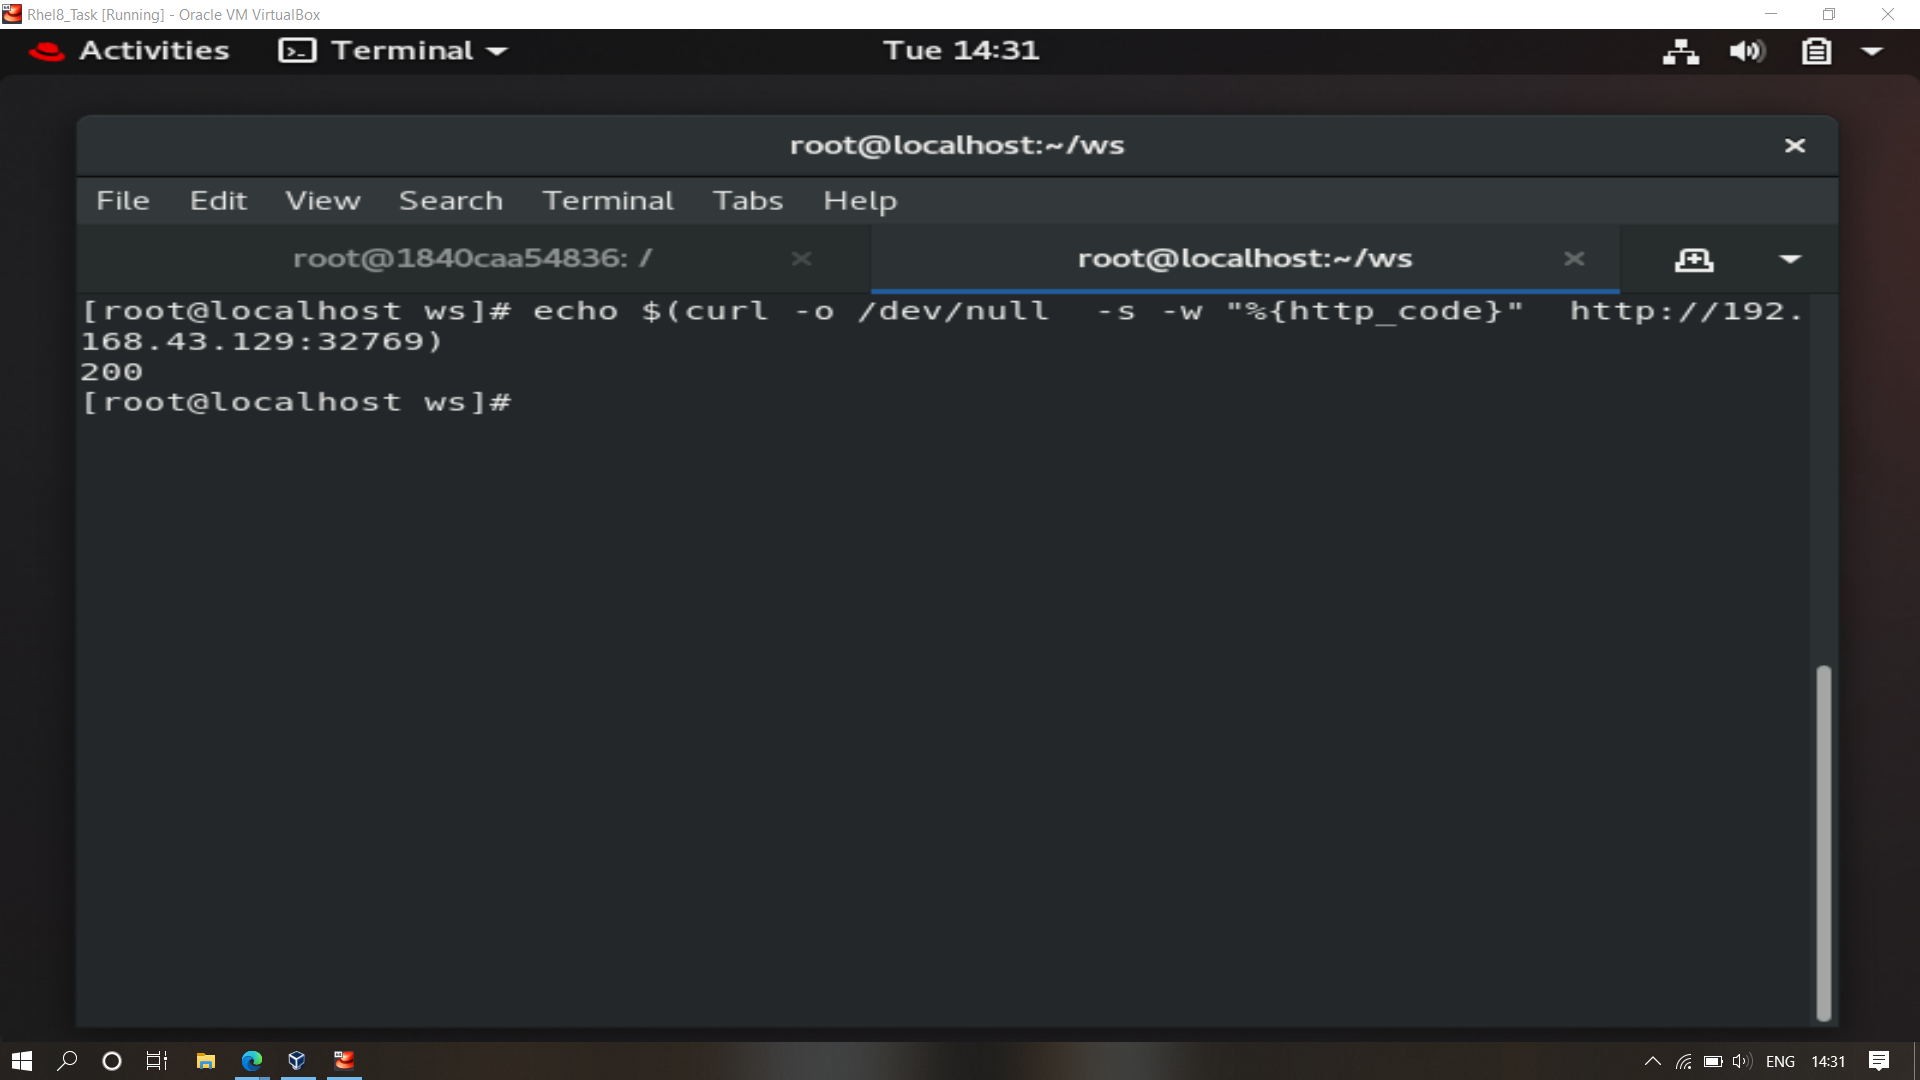 Rhel8_Task [Running] - Oracle VM VirtualBox
Activities Terminal Tue 14:31
root@localhost:~/ws
File Edit View Search Terminal Tabs Help
root@1840caa54836: / root@localhost:~/ws
[root@localhost ws]# echo $(curl -o /dev/null  -s -w "%{http_code}"  http://192.
168.43.129:32769)
200
[root@localhost ws]#
ENG 14:31